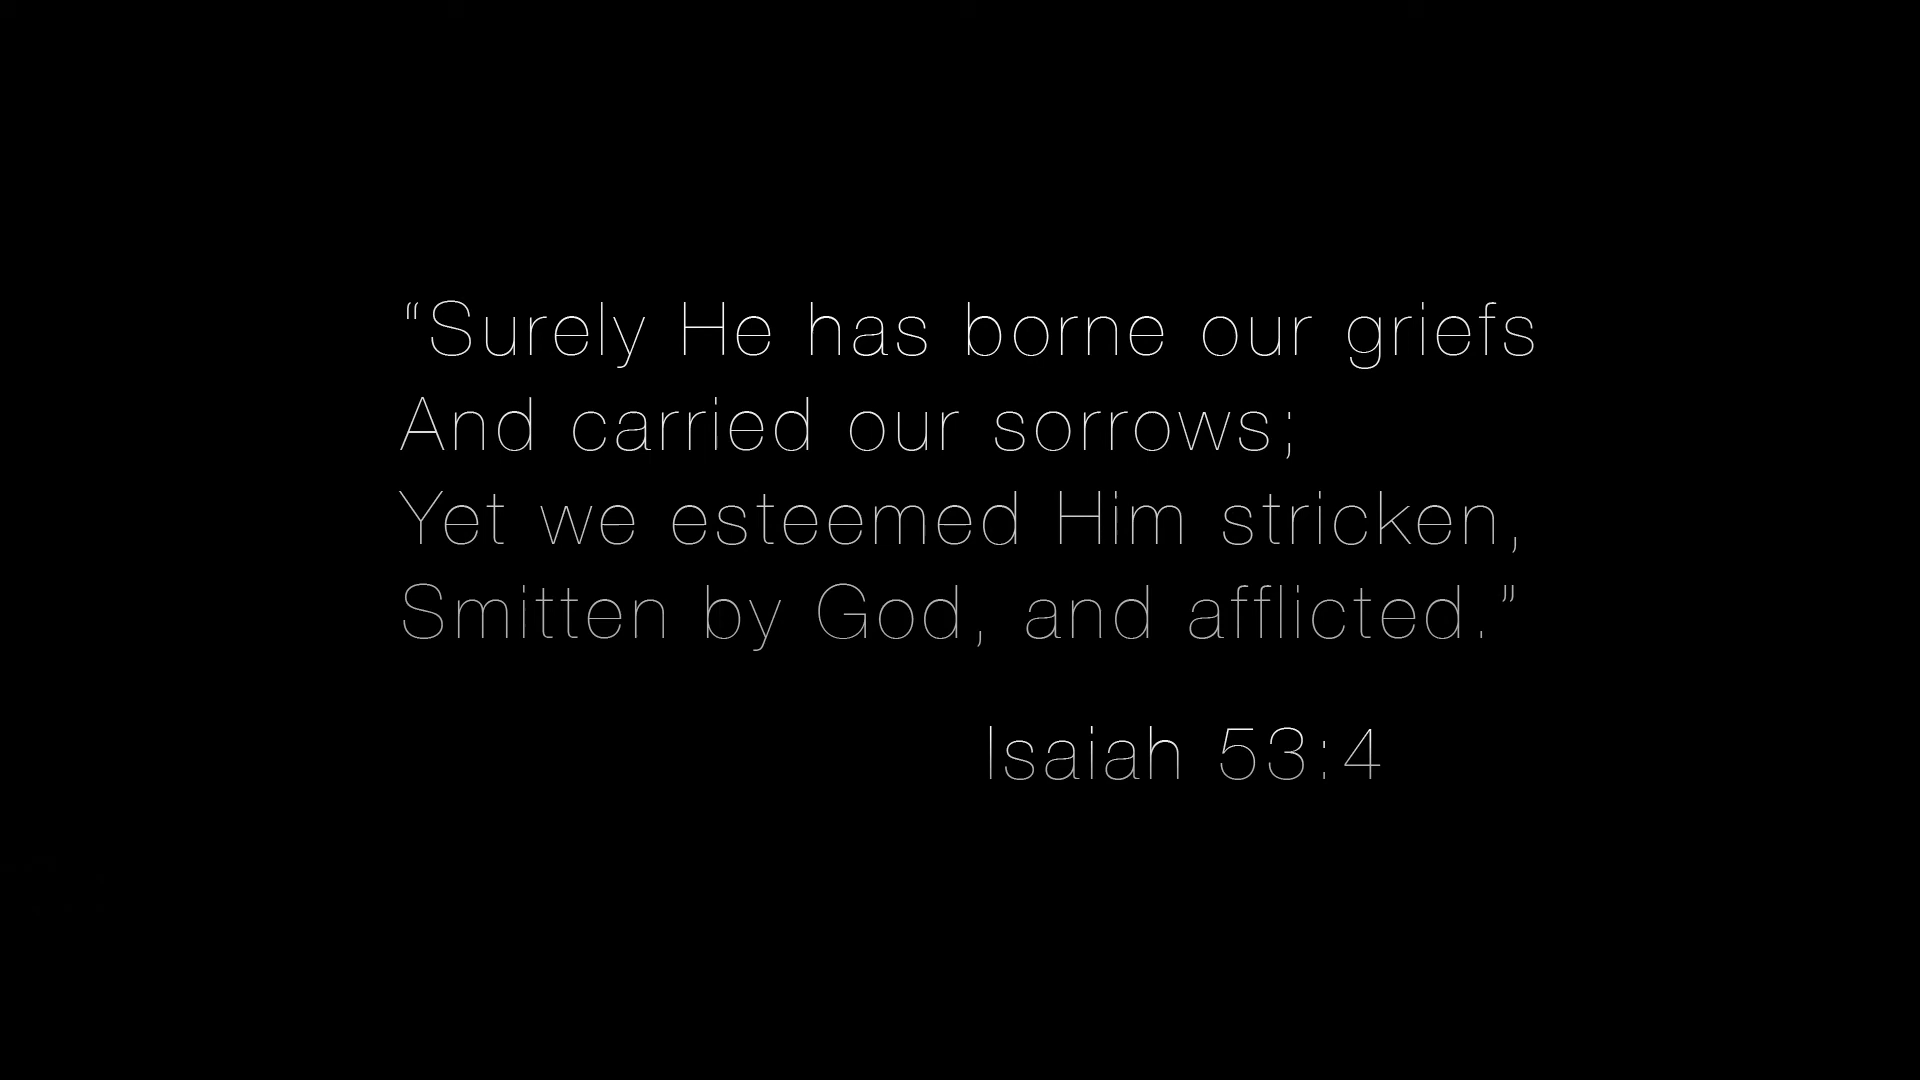 “Surely He has borne our griefs
And carried our sorrows;
Yet we esteemed Him stricken,
Smitten by God, and afflicted.”
Isaiah 53:4